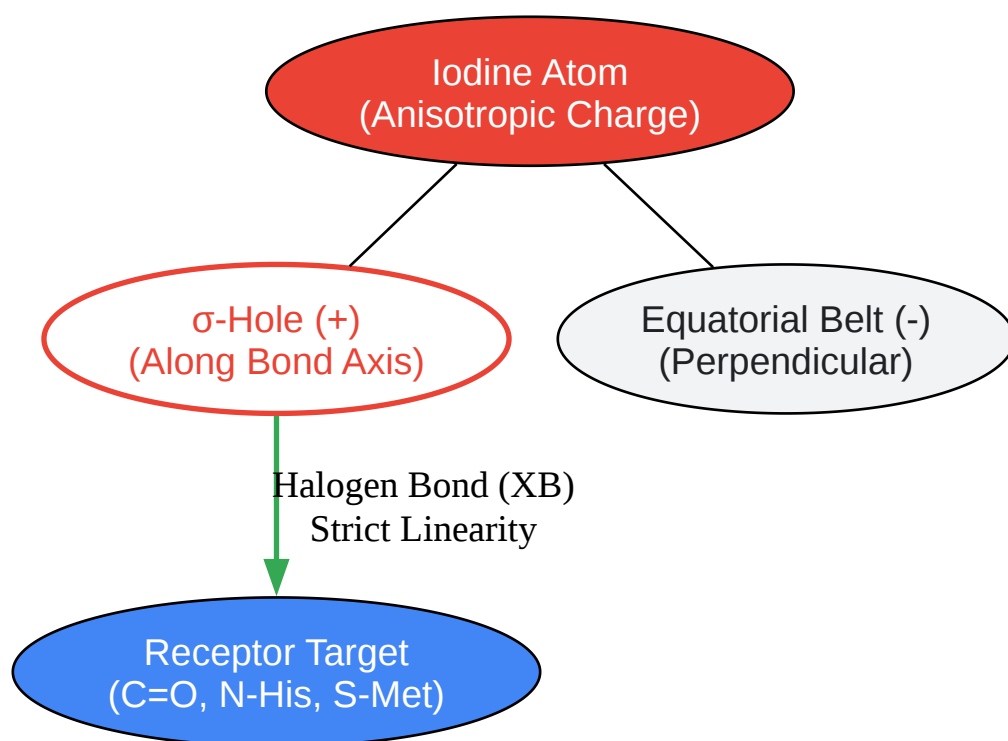 Iodine Atom
(Anisotropic Charge)
σ-Hole (+)
(Along Bond Axis)
Equatorial Belt (-)
(Perpendicular)
Halogen Bond (XB)
Strict Linearity
Receptor Target
(C=O, N-His, S-Met)